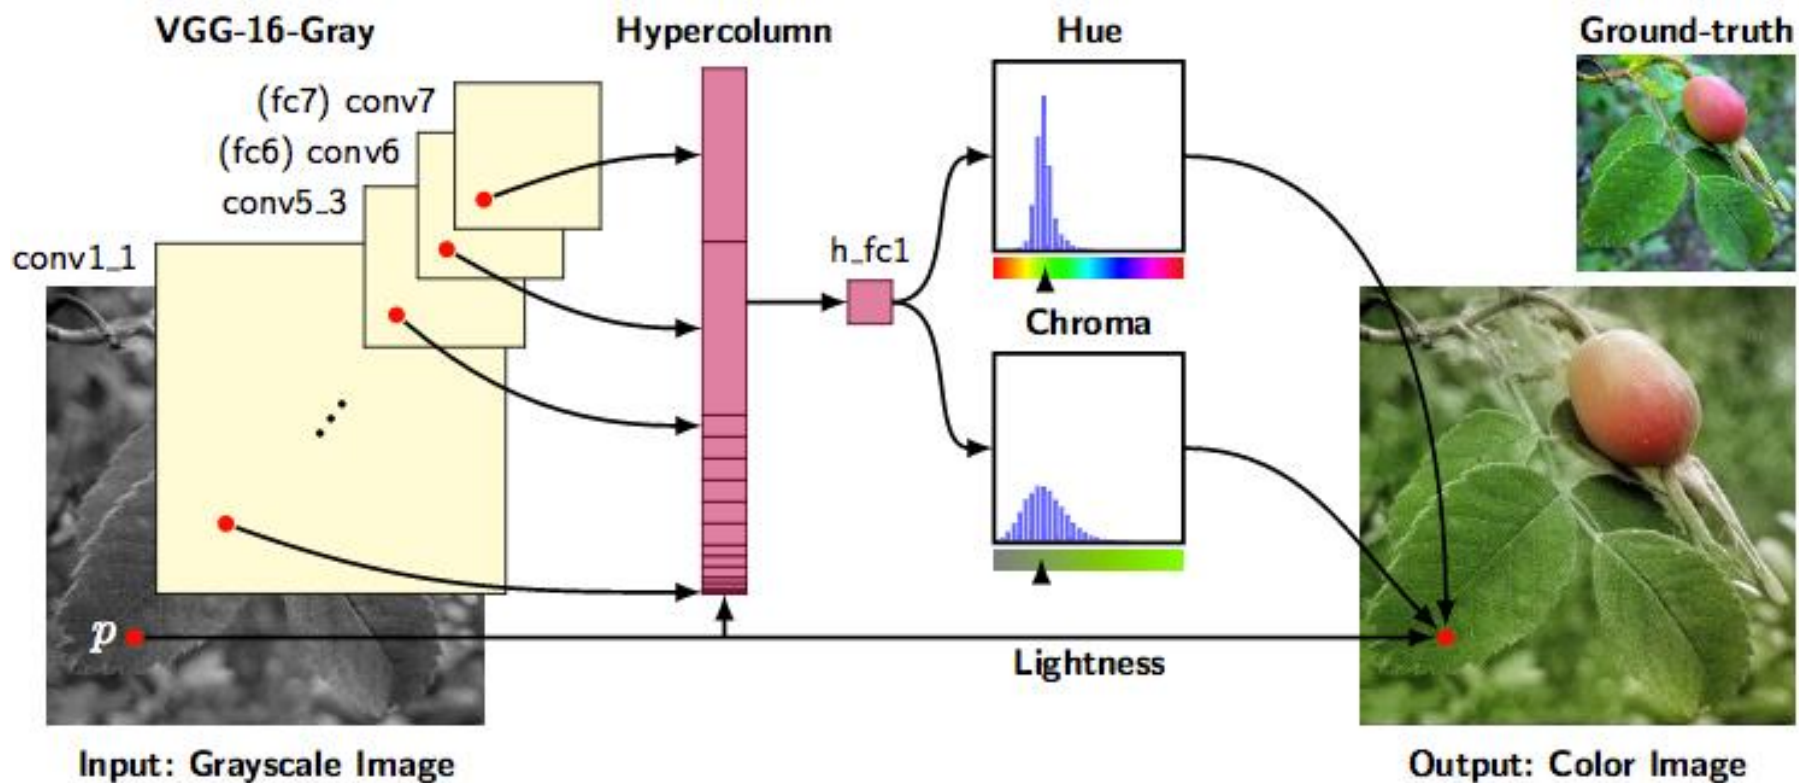 VGG-16-Gray
Hypercolumn
Hue
Ground-truth
(fc7) conv7
(fc6) conv6
conv5_3
conv1_1
h_fc1
Chroma
p
Lightness
Input: Grayscale Image
Output: Color Image